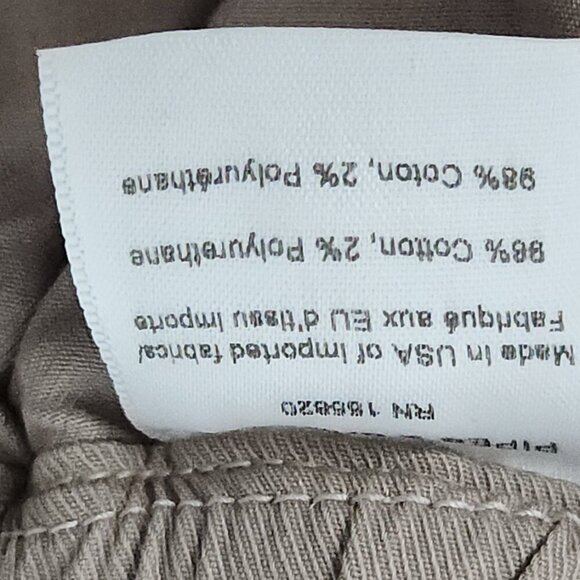 Made in USA of imported fabrics/
Fabriqué aux EU d'tissu importe
98% Cotton, 2% Polyurethane
98% Coton, 2% Polyuréthane